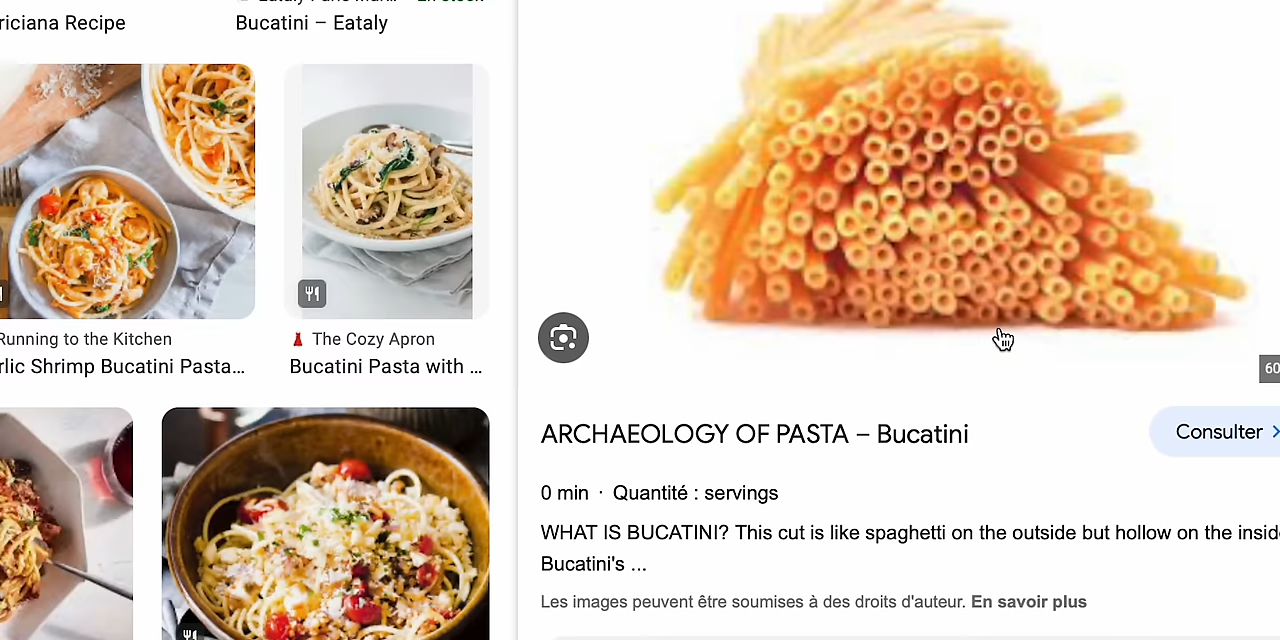 riciana Recipe
Bucatini – Eataly
Running to the Kitchen
rlic Shrimp Bucatini Pasta...
The Cozy Apron
Bucatini Pasta with ...
60
ARCHAEOLOGY OF PASTA – Bucatini
Consulter
0 min · Quantité : servings
WHAT IS BUCATINI? This cut is like spaghetti on the outside but hollow on the insid
Bucatini's ...
Les images peuvent être soumises à des droits d'auteur. En savoir plus